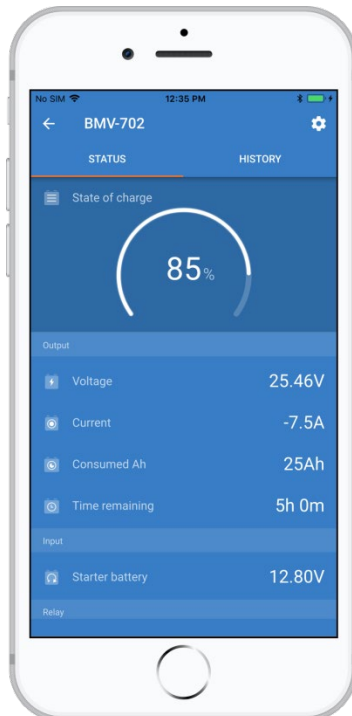 No SIM 12:35 PM
BMV-702
STATUS HISTORY
State of charge
85%
Output
Voltage 25.46V
Current -7.5A
Consumed Ah 25Ah
Time remaining 5h 0m
Input
Starter battery 12.80V
Relay